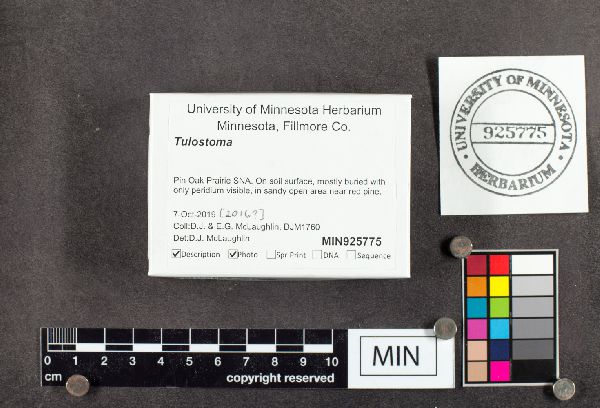 University of Minnesota Herbarium
Minnesota, Fillmore Co.
Tulostoma
Pin Oak Prairie SNA. On soil surface, mostly buried with
only peridium visible, in sandy open area near red pine.
7-Oct-2019 [2016?]
Coll:D.J. & E.G. McLaughlin, DJM1760
Det:D.J. McLaughlin
MIN925775
Description Photo Spr Print DNA Sequence
UNIVERSITY OF MINNESOTA
925775
HERBARIUM
0 1 2 3 4 5 6 7 8 9 10
cm
copyright reserved
MIN